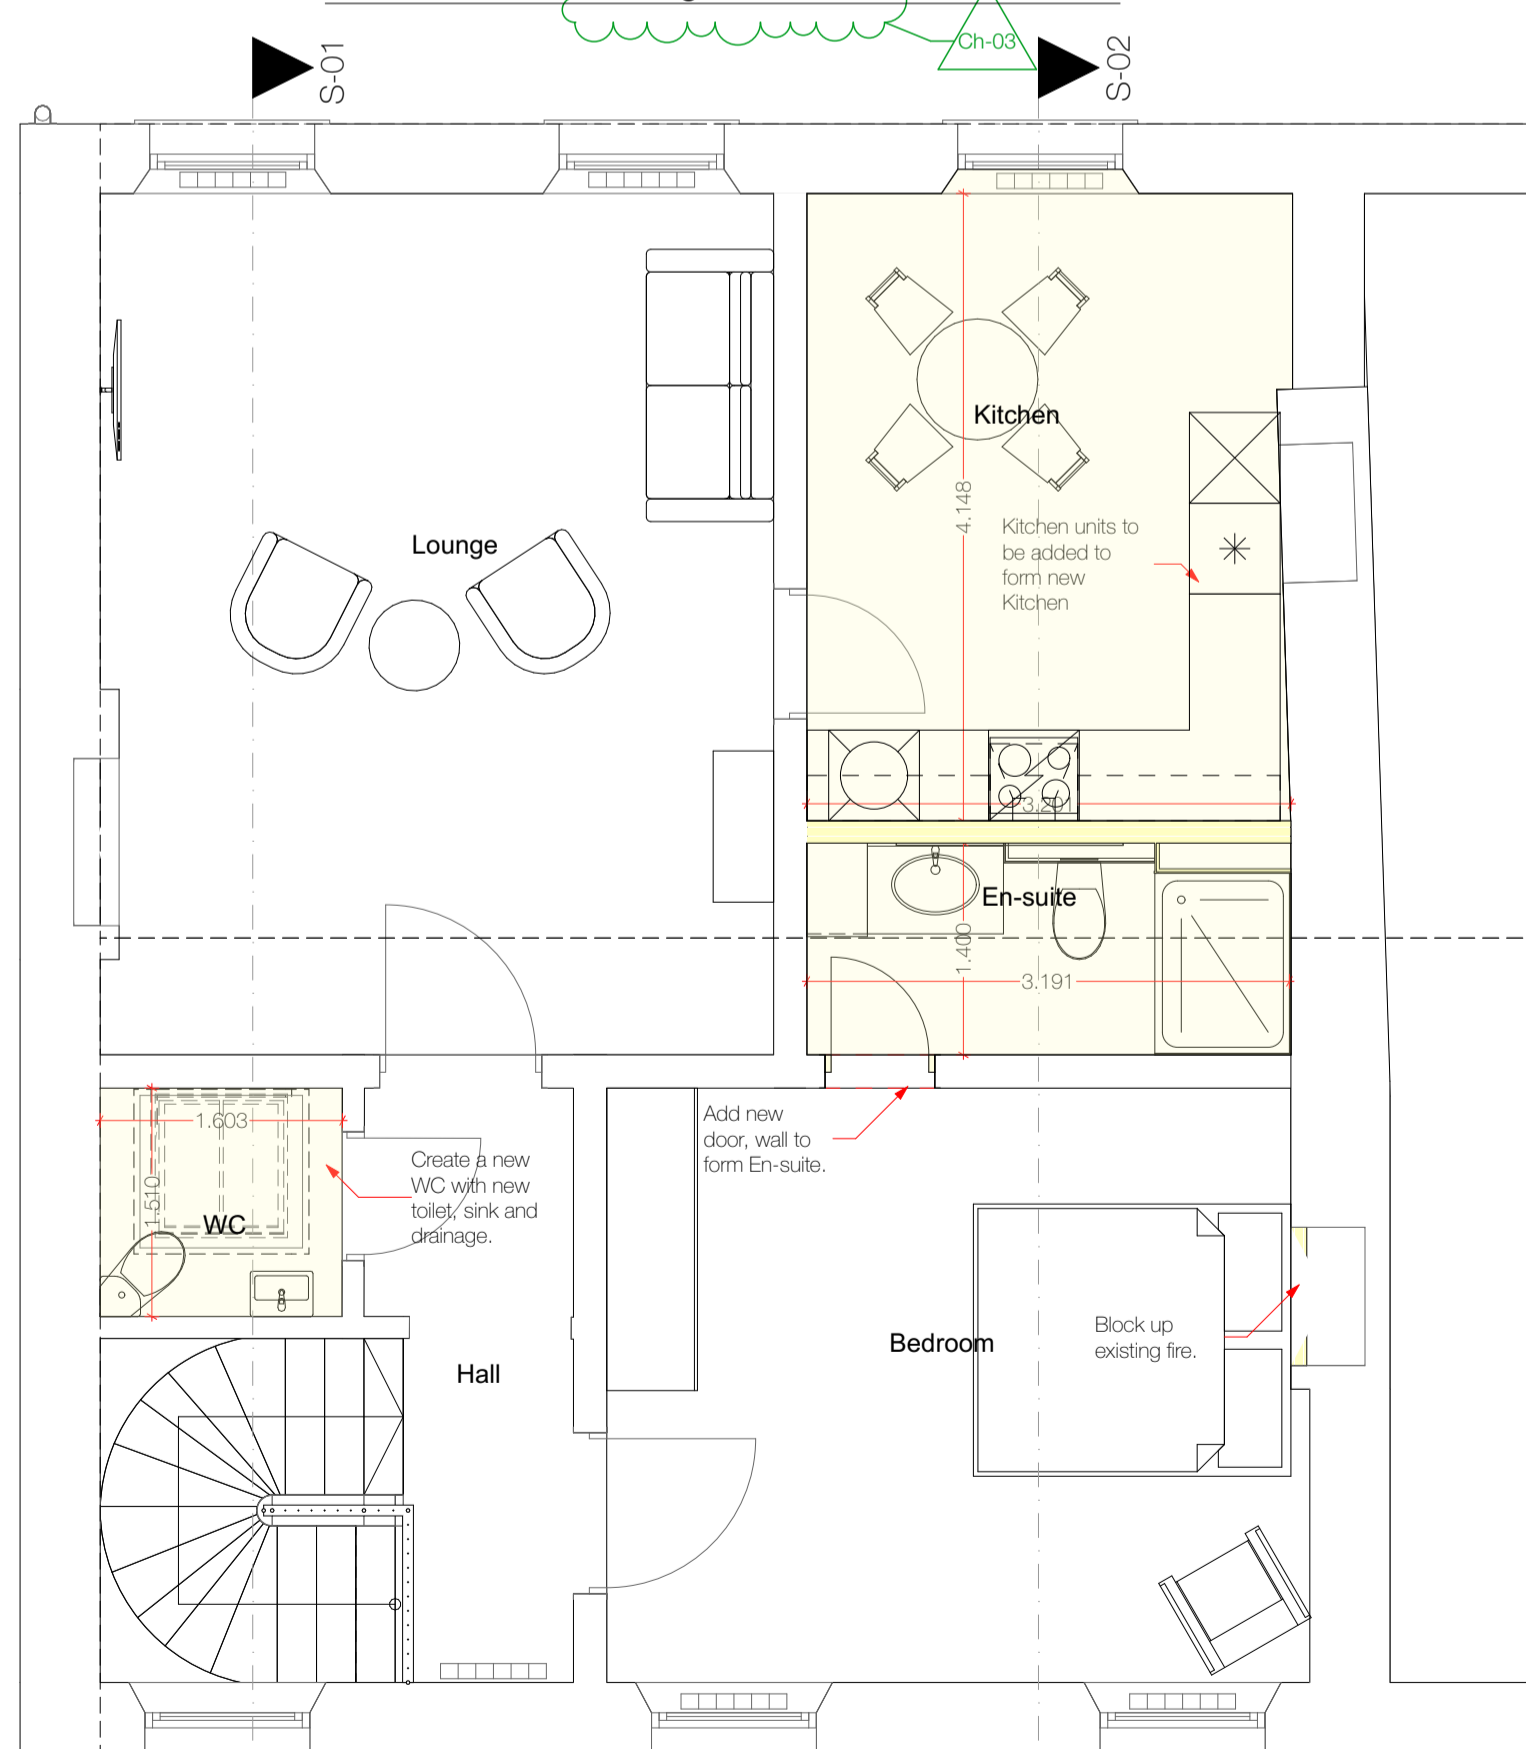 Ch-03
S-01
S-02
Kitchen
4.148
Kitchen units to
be added to
form new
Kitchen
Lounge
3.201
En-suite
1.400
3.191
1.603
1.510
WC
Create a new
WC with new
toilet, sink and
drainage.
Add new
door, wall to
form En-suite.
Hall
Bedroom
Block up
existing fire.